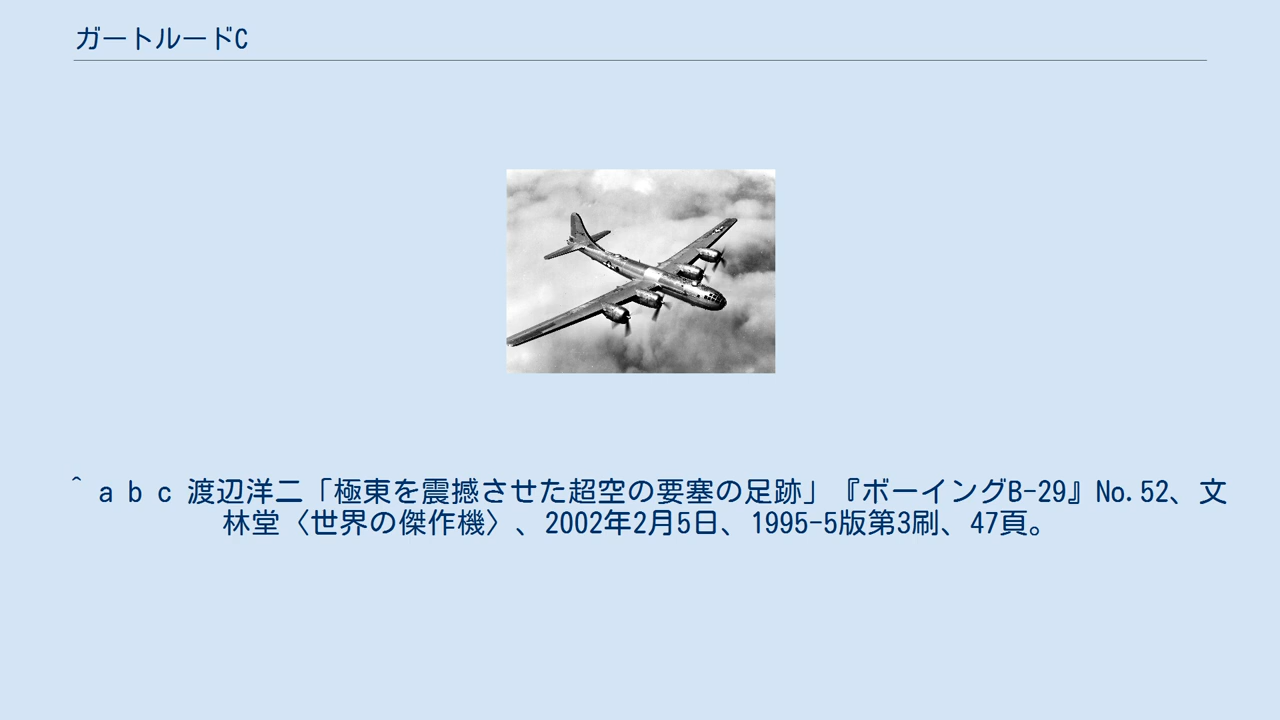 ガートルードC
^ a b c 渡辺洋二「極東を震撼させた超空の要塞の足跡」『ボーイングB-29』No.52、文
林堂〈世界の傑作機〉、2002年2月5日、1995-5版第3刷、47頁。